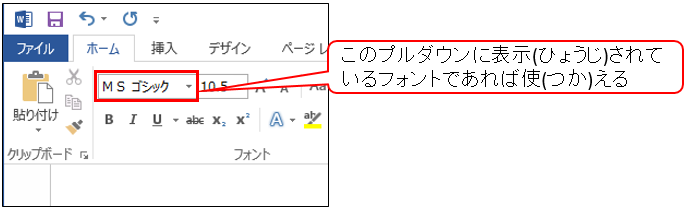 ファイル ホーム 挿入 デザイン ページ レ
ＭＳ ゴシック 10.5
貼り付け
B I U abc x₂ x² A ab
クリップボード フォント
このプルダウンに表示(ひょうじ)されて
いるフォントであれば使(つか)える